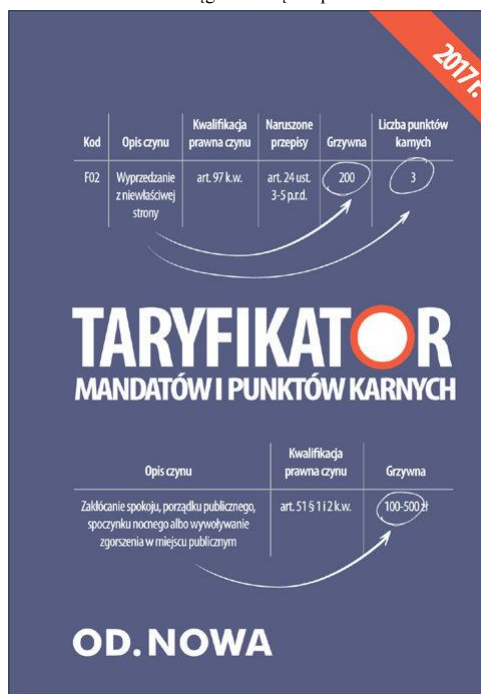 2017 r.
Kod Opis czynu Kwalifikacja prawna czynu Naruszone przepisy Grzywna Liczba punktów karnych
F02 Wyprzedzanie z niewłaściwej strony art. 97 k.w. art. 24 ust. 3-5 p.r.d. 200 3
TARYFIKATOR
MANDATÓW I PUNKTÓW KARNYCH
Opis czynu Kwalifikacja prawna czynu Grzywna
Zakłócanie spokoju, porządku publicznego, spoczynku nocnego albo wywoływanie zgorszenia w miejscu publicznym art. 51 § 1 i 2 k.w. 100-500 zł
OD.NOWA